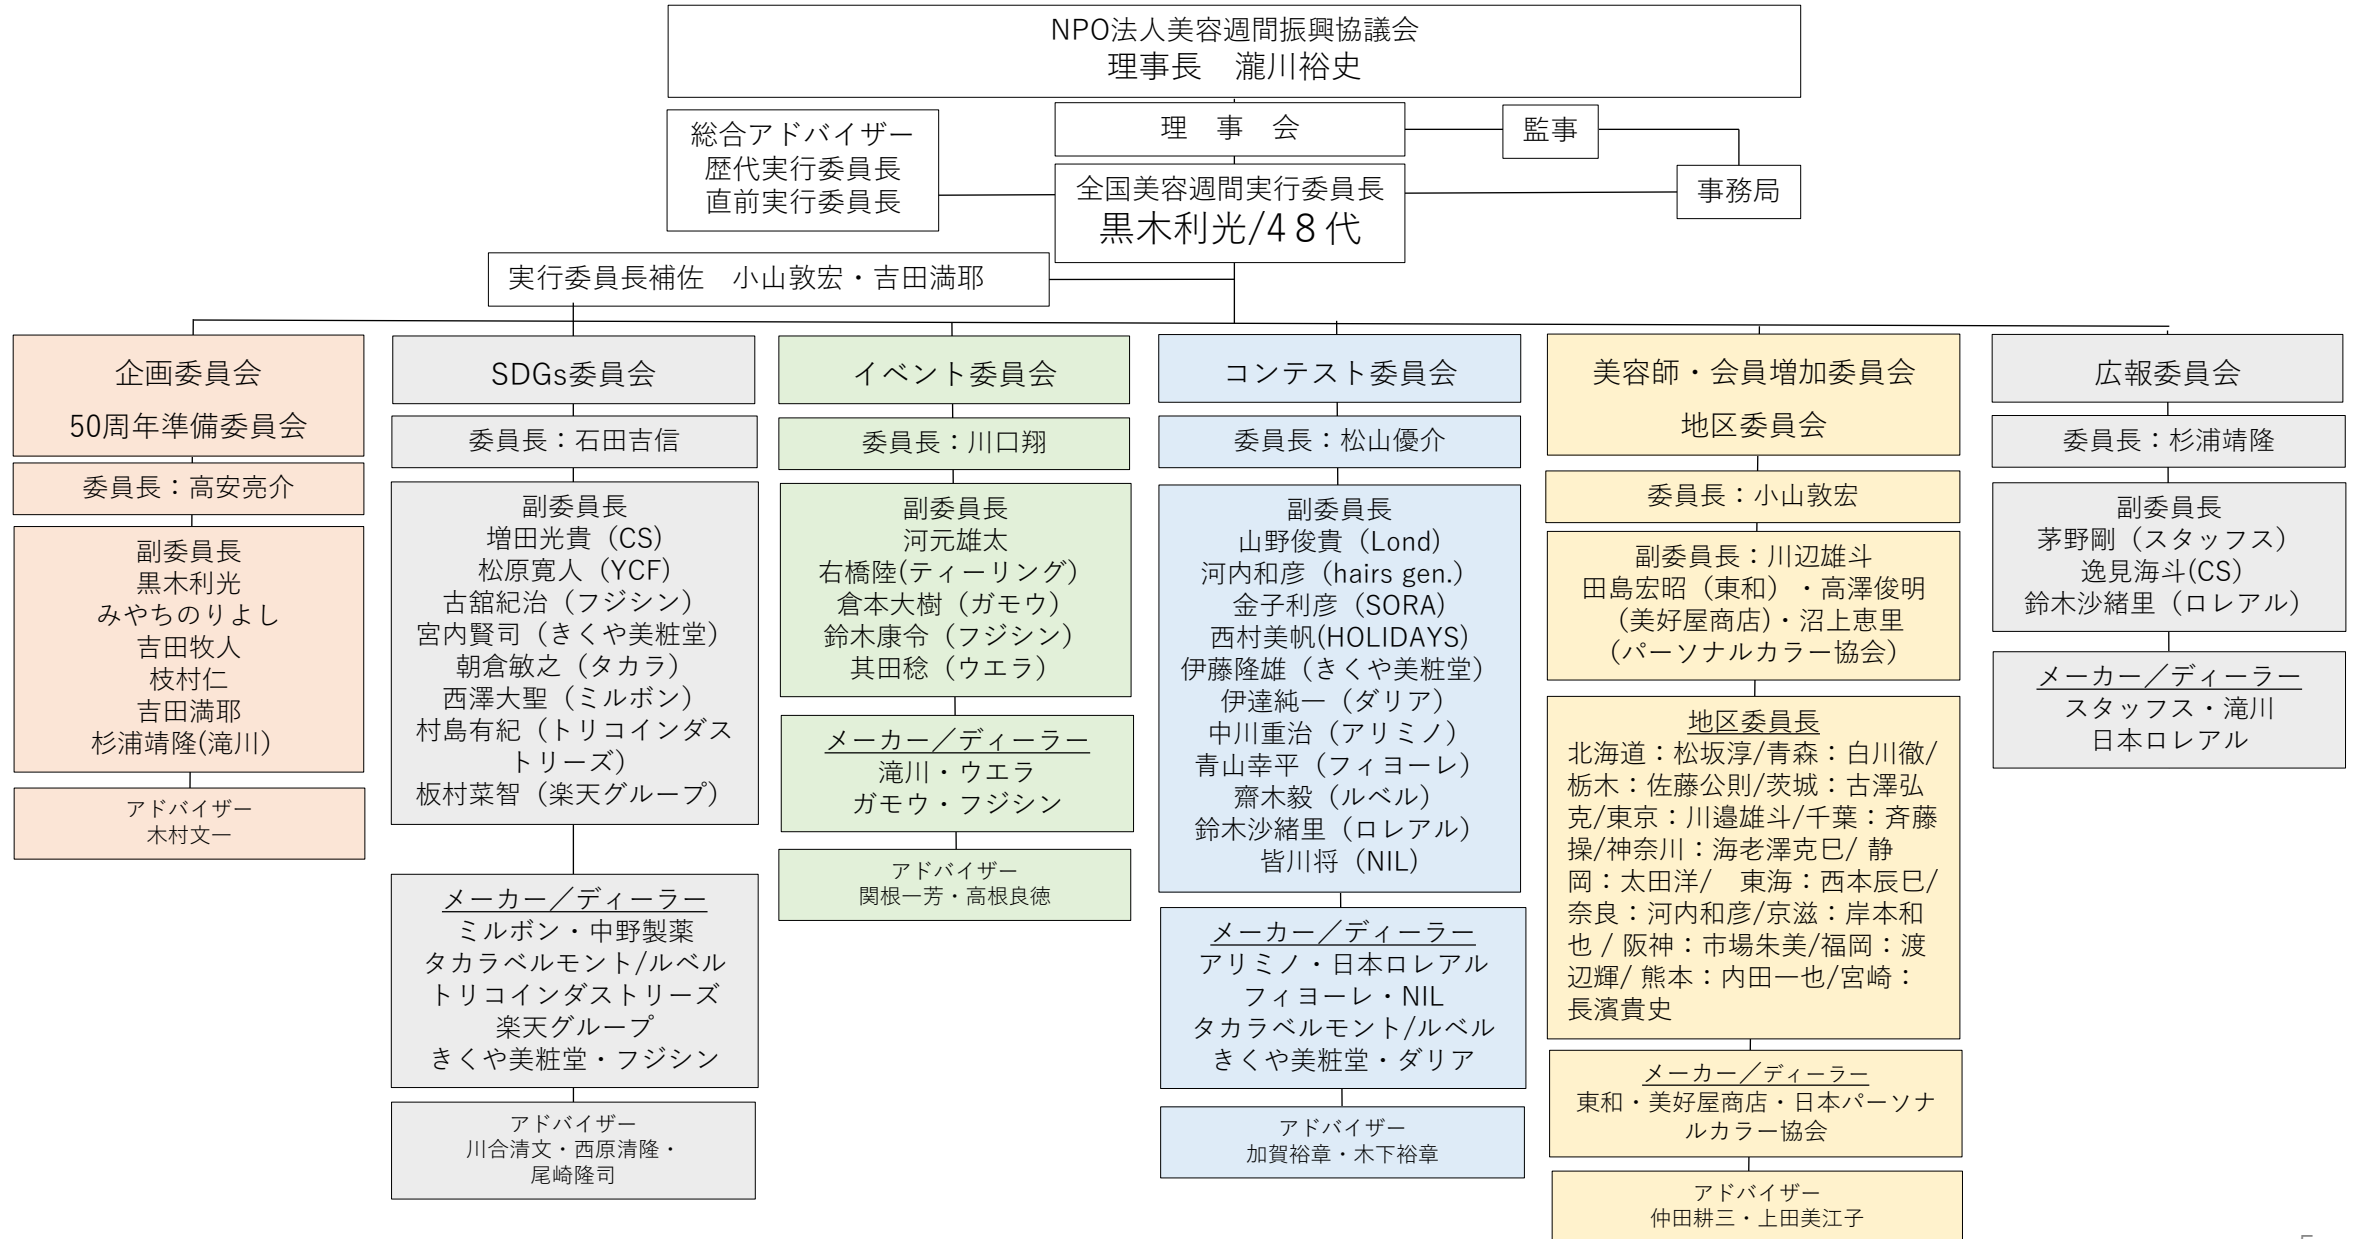 NPO法人美容週間振興協議会
理事長　瀧川裕史
総合アドバイザー
歴代実行委員長
直前実行委員長
理　事　会
監事
事務局
全国美容週間実行委員長
黒木利光/4８代
実行委員長補佐　小山敦宏・吉田満耶
企画委員会
50周年準備委員会
委員長：高安亮介
副委員長
黒木利光
みやちのりよし
吉田牧人
枝村仁
吉田満耶
杉浦靖隆(滝川)
アドバイザー
木村文一
SDGs委員会
委員長：石田吉信
副委員長
増田光貴（CS)
松原寛人（YCF)
古舘紀治（フジシン）
宮内賢司（きくや美粧堂）
朝倉敏之（タカラ）
西澤大聖（ミルボン）
村島有紀（トリコインダス
トリーズ）
板村菜智（楽天グループ）
メーカー／ディーラー
ミルボン・中野製薬
タカラベルモント/ルベル
トリコインダストリーズ
楽天グループ
きくや美粧堂・フジシン
アドバイザー
川合清文・西原清隆・
尾崎隆司
イベント委員会
委員長：川口翔
副委員長
河元雄太
右橋陸(ティーリング）
倉本大樹（ガモウ）
鈴木康令（フジシン）
其田稔（ウエラ）
メーカー／ディーラー
滝川・ウエラ
ガモウ・フジシン
アドバイザー
関根一芳・高根良徳
コンテスト委員会
委員長：松山優介
副委員長
山野俊貴（Lond)
河内和彦（hairs gen.）
金子利彦（SORA)
西村美帆(HOLIDAYS)
伊藤隆雄（きくや美粧堂）
伊達純一（ダリア）
中川重治（アリミノ）
青山幸平（フィヨーレ）
齋木毅（ルベル）
鈴木沙緒里（ロレアル）
皆川将（NIL）
メーカー／ディーラー
アリミノ・日本ロレアル
フィヨーレ・NIL
タカラベルモント/ルベル
きくや美粧堂・ダリア
アドバイザー
加賀裕章・木下裕章
美容師・会員増加委員会
地区委員会
委員長：小山敦宏
副委員長：川辺雄斗
田島宏昭（東和）・高澤俊明
（美好屋商店）・沼上恵里
（パーソナルカラー協会）
地区委員長
北海道：松坂淳/青森：白川徹/
栃木：佐藤公則/茨城：古澤弘
克/東京：川邉雄斗/千葉：斉藤
操/神奈川：海老澤克巳/ 静
岡：太田洋/　東海：西本辰巳/
奈良：河内和彦/京滋：岸本和
也 / 阪神：市場朱美/福岡：渡
辺輝/ 熊本：内田一也/宮崎：
長濱貴史
メーカー／ディーラー
東和・美好屋商店・日本パーソナ
ルカラー協会
アドバイザー
仲田耕三・上田美江子
広報委員会
委員長：杉浦靖隆
副委員長
茅野剛（スタッフス）
逸見海斗(CS）
鈴木沙緒里（ロレアル）
メーカー／ディーラー
スタッフス・滝川
日本ロレアル